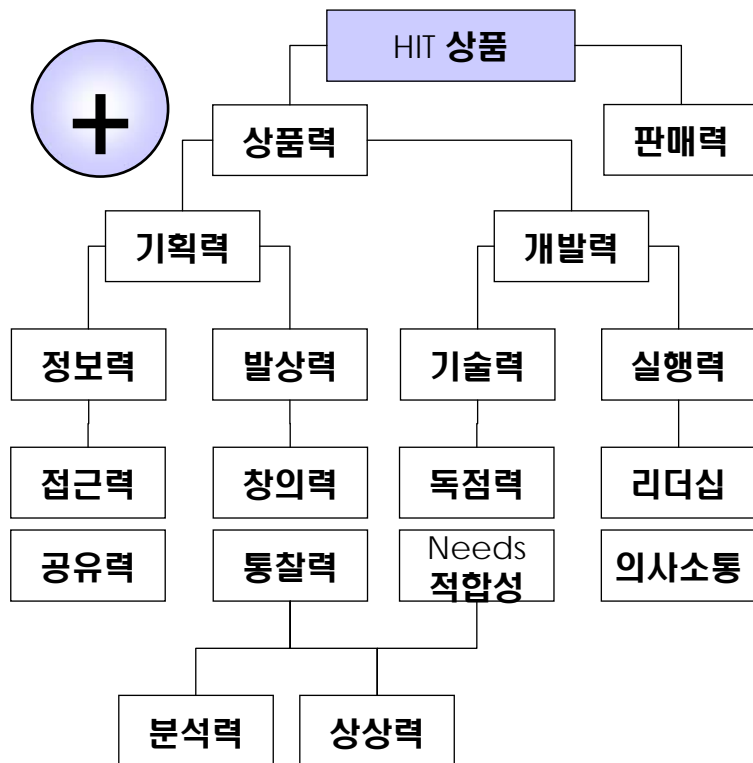 HIT 상품
+
상품력
판매력
기획력
개발력
정보력
발상력
기술력
실행력
접근력
창의력
독점력
리더십
공유력
통찰력
Needs
적합성
의사소통
분석력
상상력